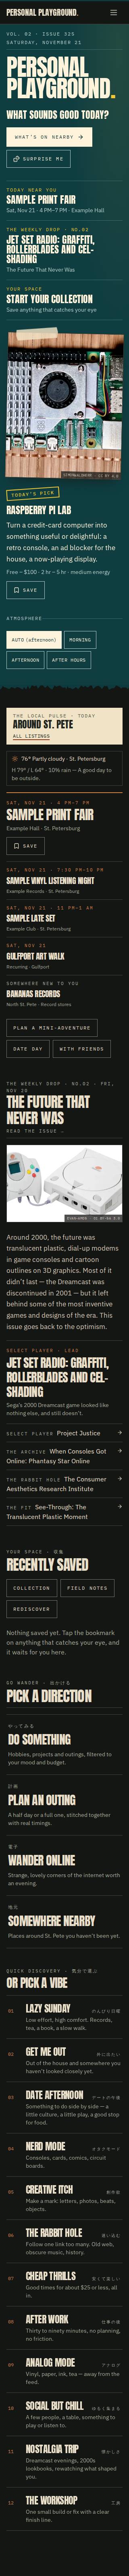 PERSONAL PLAYGROUND.
VOL. 02 · ISSUE 325
SATURDAY, NOVEMBER 21
PERSONAL
PLAYGROUND.
WHAT SOUNDS GOOD TODAY?
WHAT'S ON NEARBY →
SURPRISE ME
TODAY NEAR YOU
SAMPLE PRINT FAIR
Sat, Nov 21 · 4 PM–7 PM · Example Hall
THE WEEKLY DROP · NO.02
JET SET RADIO: GRAFFITI,
ROLLERBLADES AND CEL-
SHADING
The Future That Never Was
YOUR SPACE
START YOUR COLLECTION
Save anything that catches your eye
TODAY'S PICK
RASPBERRY PI LAB
Turn a credit-card computer into
something useful or delightful: a
retro console, an ad blocker for the
house, a now-playing display.
Free — $100 · 2 hr – 5 hr · medium energy
SAVE
ATMOSPHERE
AUTO (afternoon)
MORNING
AFTERNOON
AFTER HOURS
THE LOCAL PULSE · TODAY
AROUND ST. PETE
ALL LISTINGS
76° Partly cloudy · St. Petersburg
H 79° / L 64° · 10% rain — A good day to
be outside.
SAT, NOV 21 · 4 PM–7 PM
SAMPLE PRINT FAIR
Example Hall · St. Petersburg
SAVE
SAT, NOV 21 · 7:30 PM–10 PM
SAMPLE VINYL LISTENING NIGHT
Example Records · St. Petersburg
SAT, NOV 21 · 11 PM–1 AM
SAMPLE LATE SET
Example Club · St. Petersburg
SAT, NOV 21
GULFPORT ART WALK
Recurring · Gulfport
SOMEWHERE NEW TO YOU
BANANAS RECORDS
North St. Pete · Record stores
PLAN A MINI-ADVENTURE
DATE DAY
WITH FRIENDS
THE WEEKLY DROP · NO.02 · FRI,
NOV 20
THE FUTURE THAT
NEVER WAS
READ THE ISSUE →
Around 2000, the future was
translucent plastic, dial-up modems
in game consoles and cartoon
outlines on 3D graphics. Most of it
didn't last — the Dreamcast was
discontinued in 2001 — but it left
behind some of the most inventive
games and designs of the era. This
issue goes back to the optimism.
SELECT PLAYER · LEAD
JET SET RADIO: GRAFFITI,
ROLLERBLADES AND CEL-
SHADING
Sega's 2000 Dreamcast game looked like
nothing else, and still doesn't.
SELECT PLAYER Project Justice →
THE ARCHIVE When Consoles Got →
Online: Phantasy Star Online
THE RABBIT HOLE The Consumer →
Aesthetics Research Institute
THE FIT See-Through: The →
Translucent Plastic Moment
YOUR SPACE · 収集
RECENTLY SAVED
COLLECTION
FIELD NOTES
REDISCOVER
Nothing saved yet. Tap the bookmark
on anything that catches your eye, and
it waits for you here.
GO WANDER · 出かける
PICK A DIRECTION
やってみる
DO SOMETHING
Hobbies, projects and outings, filtered to
your mood and budget.
計画
PLAN AN OUTING
A half day or a full one, stitched together
with real timings.
電子
WANDER ONLINE
Strange, lovely corners of the internet worth
an evening.
地元
SOMEWHERE NEARBY
Places around St. Pete you haven't been yet.
QUICK DISCOVERY · 気分で選ぶ
OR PICK A VIBE
01 LAZY SUNDAY のんびり日曜
Low effort, high comfort. Records,
tea, a book, a slow walk.
02 GET ME OUT 外に出たい
Out of the house and somewhere you
haven't looked closely yet.
03 DATE AFTERNOON デートの午後
Something to do side by side — a
little culture, a little play, a good stop
for food.
04 NERD MODE オタクモード
Consoles, cards, comics, circuit
boards.
05 CREATIVE ITCH 創作欲
Make a mark: letters, photos, beats,
objects.
06 THE RABBIT HOLE 迷い込む
Follow one link too many. Old web,
obscure music, history.
07 CHEAP THRILLS 安くて楽しい
Good times for about $25 or less, all
in.
08 AFTER WORK 仕事の後
Thirty to ninety minutes, no planning,
no friction.
09 ANALOG MODE アナログ
Vinyl, paper, ink, tea — away from the
feed.
10 SOCIAL BUT CHILL ゆるく集まる
A few people, a table, something to
play or listen to.
11 NOSTALGIA TRIP 懐かしさ
Dreamcast evenings, 2000s
lookbooks, rewatching what shaped
you.
12 THE WORKSHOP 工房
One small build or fix with a clear
finish line.